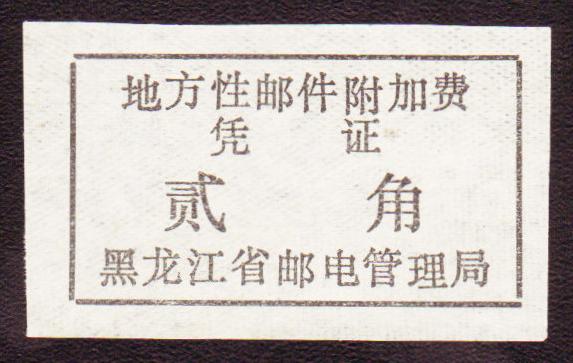 地方性邮件附加费
凭证
贰角
黑龙江省邮电管理局